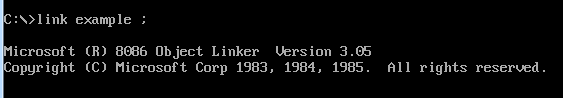 C:\>link example ;
Microsoft (R) 8086 Object Linker  Version 3.05
Copyright (C) Microsoft Corp 1983, 1984, 1985.  All rights reserved.